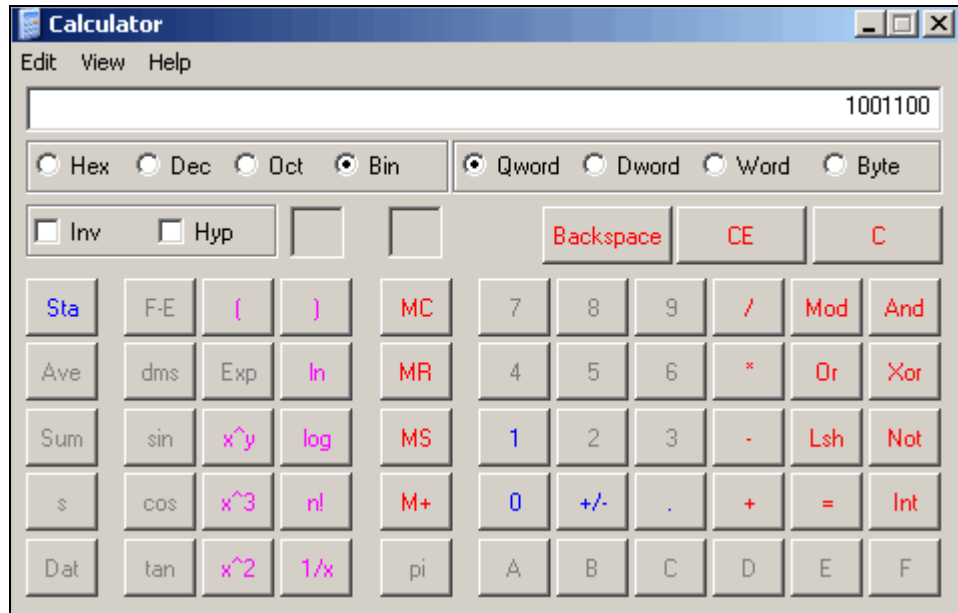 Calculator
Edit View Help
1001100
Hex Dec Oct Bin Qword Dword Word Byte
Inv Hyp Backspace CE C
Sta F-E ( ) MC 7 8 9 / Mod And
Ave dms Exp ln MR 4 5 6 * Or Xor
Sum sin x^y log MS 1 2 3 - Lsh Not
s cos x^3 n! M+ 0 +/- . + = Int
Dat tan x^2 1/x pi A B C D E F